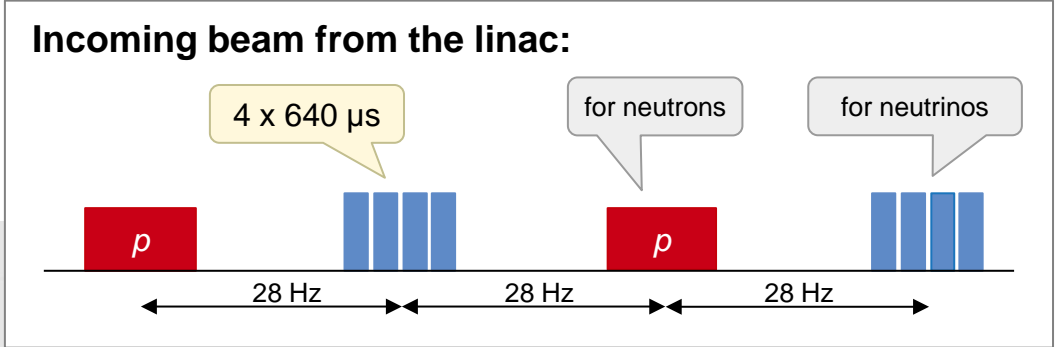 Incoming beam from the linac:
4 x 640 µs
for neutrons
for neutrinos
p
p
28 Hz
28 Hz
28 Hz